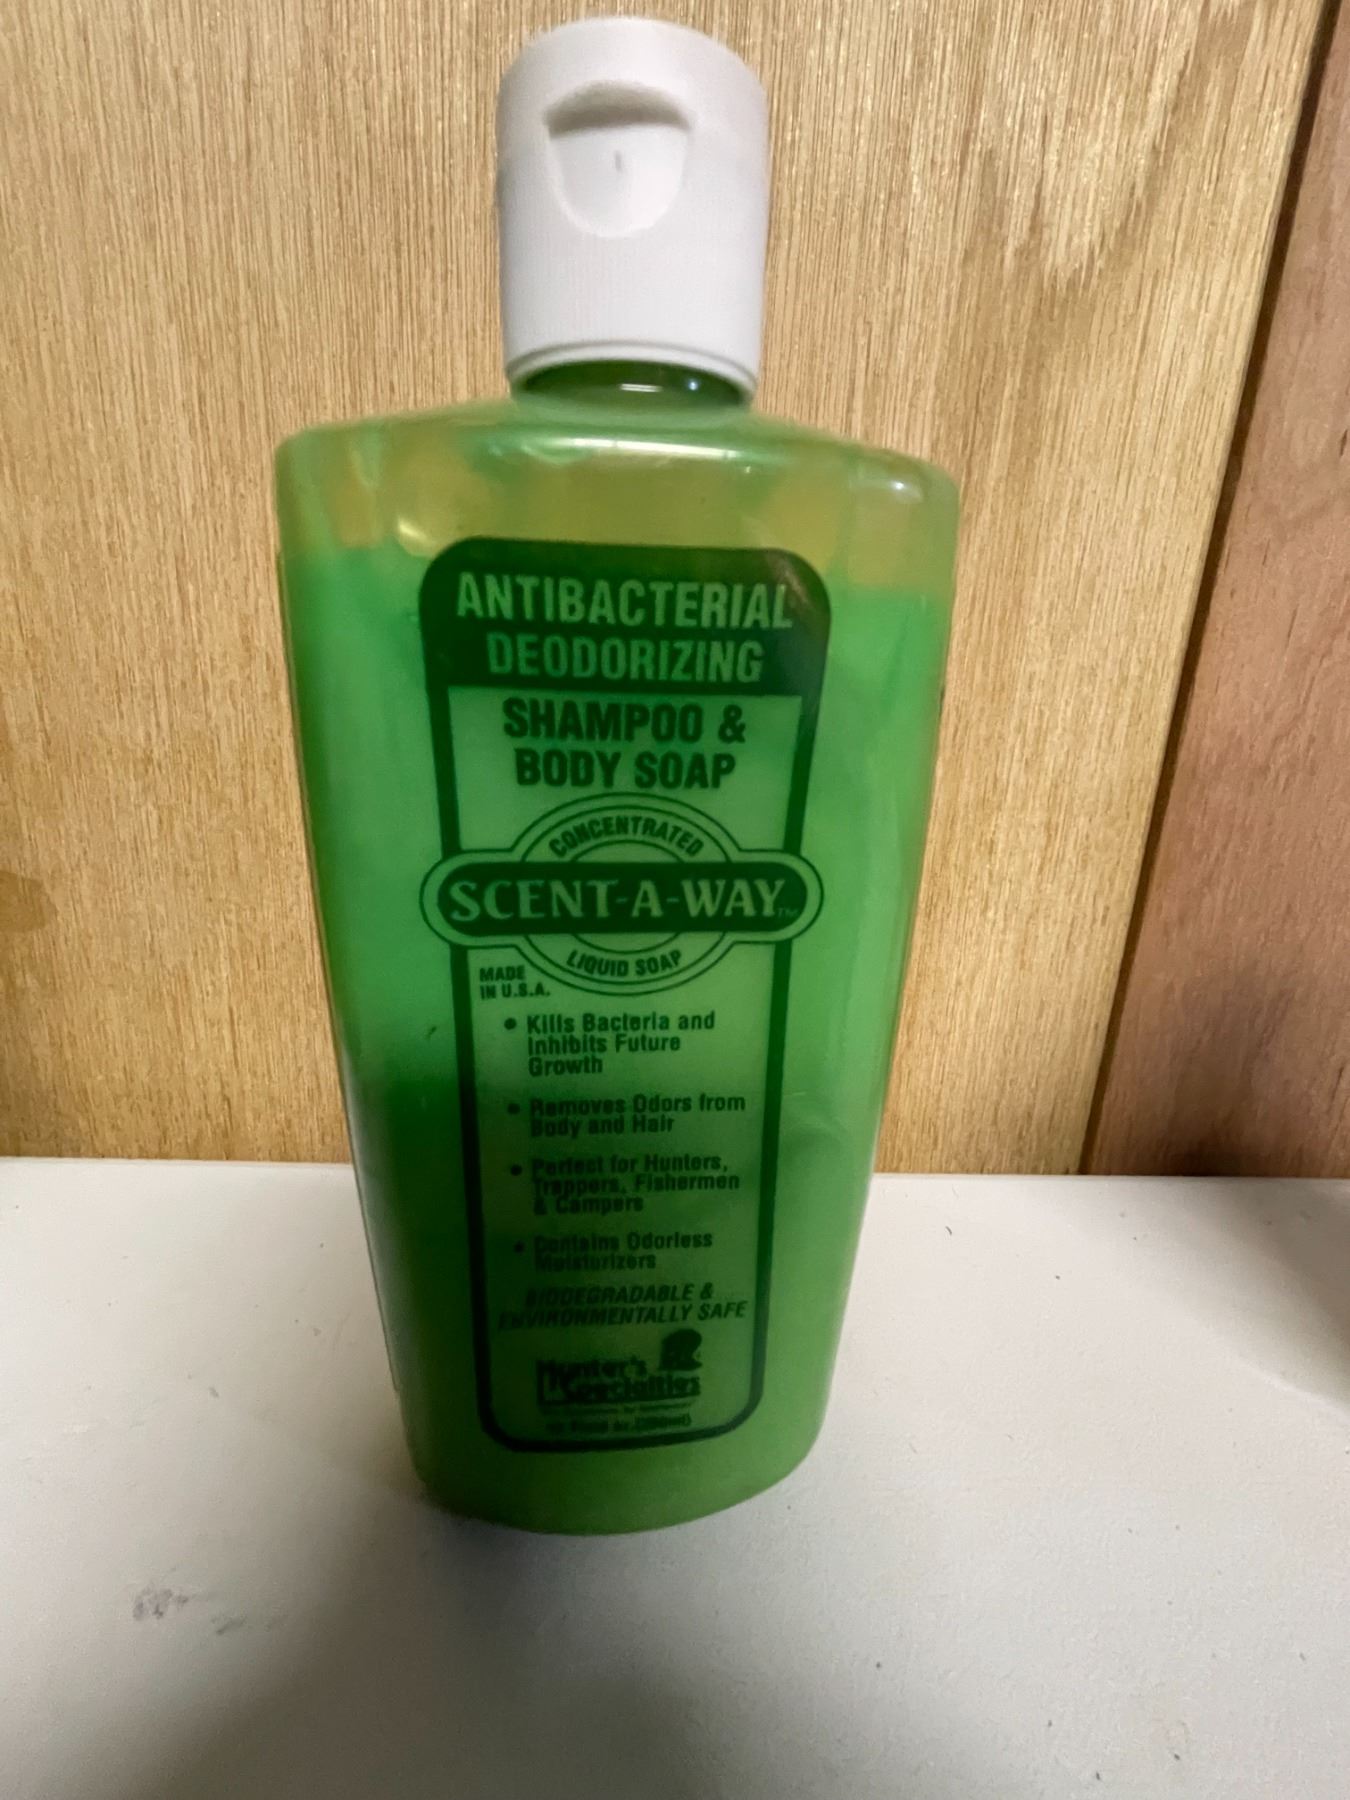 ANTIBACTERIAL
DEODORIZING
SHAMPOO &
BODY SOAP
CONCENTRATED
SCENT-A-WAY™
LIQUID SOAP
MADE
IN U.S.A.
• Kills Bacteria and
Inhibits Future
Growth
• Removes Odors from
Body and Hair
• Perfect for Hunters,
Trappers, Fishermen
& Campers
• Contains Odorless
Moisturizers
BIODEGRADABLE &
ENVIRONMENTALLY SAFE
Hunter's
Specialties